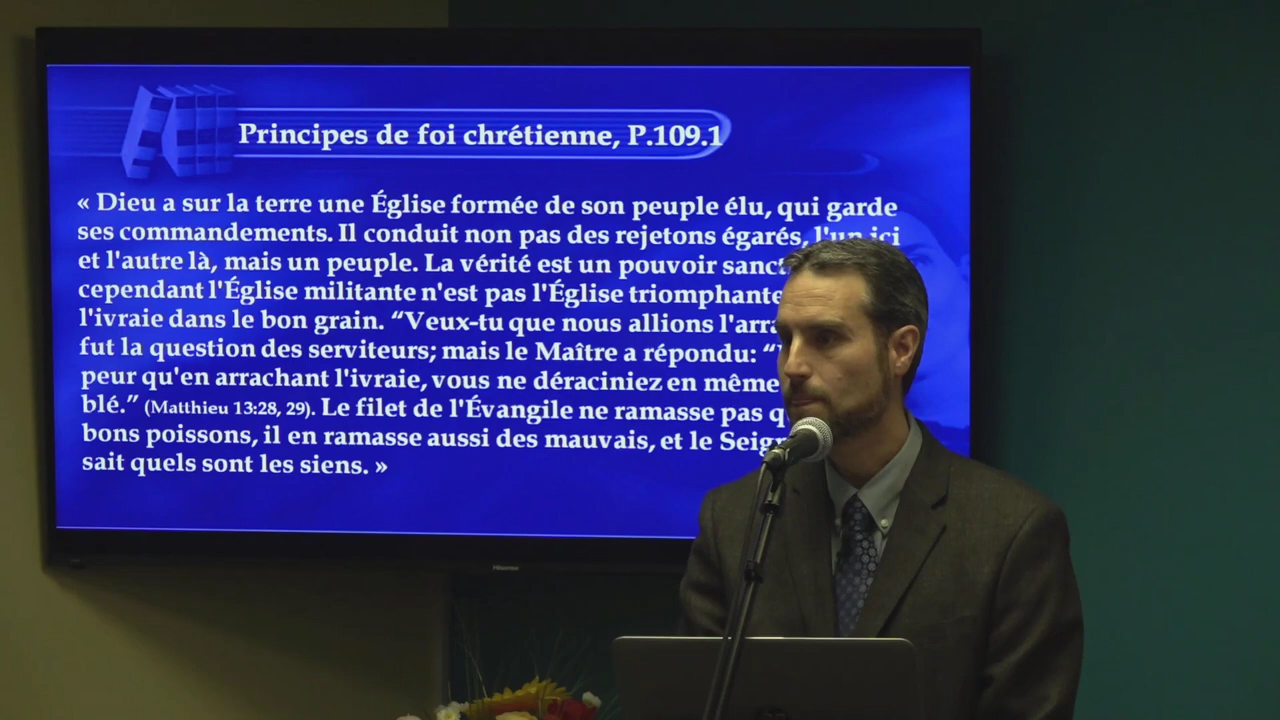 Principes de foi chrétienne, P.109.1
« Dieu a sur la terre une Église formée de son peuple élu, qui garde
ses commandements. Il conduit non pas des rejetons égarés, l'un ici
et l'autre là, mais un peuple. La vérité est un pouvoir
cependant l'Église militante n'est pas l'Église triomphante
l'ivraie dans le bon grain. “Veux-tu que nous allions
fut la question des serviteurs; mais le Maître a répondu: “
peur qu'en arrachant l'ivraie, vous ne déraciniez en même
blé.” (Matthieu 13:28, 29). Le filet de l'Évangile ne ramasse pas
bons poissons, il en ramasse aussi des mauvais, et le
sait quels sont les siens. »
Hisense